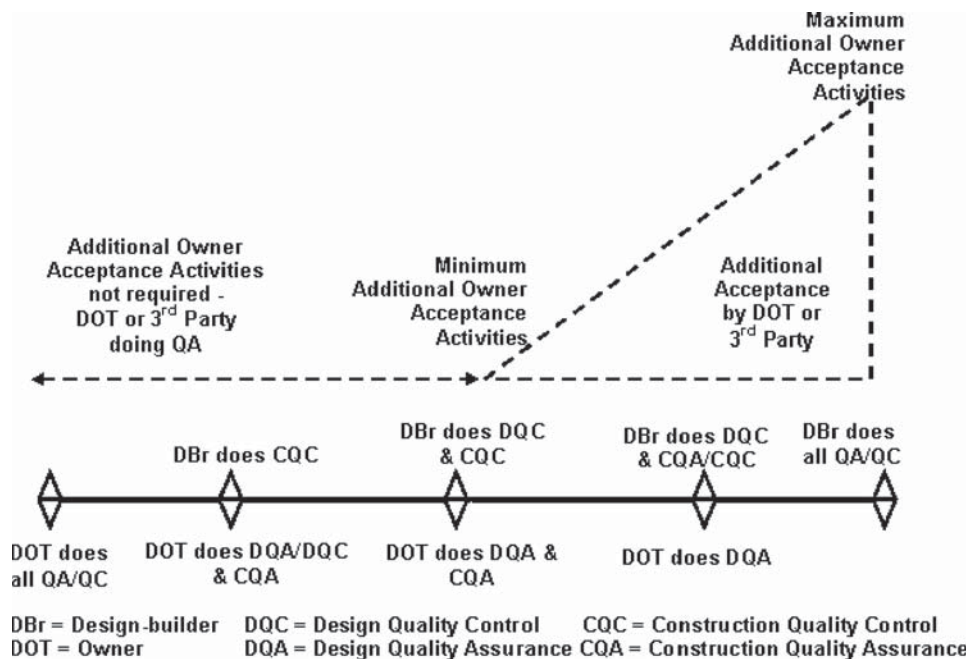 Maximum
Additional Owner
Acceptance
Activities
Additional Owner
Acceptance Activities
not required -
DOT or 3rd Party
doing QA
Minimum
Additional Owner
Acceptance
Activities
Additional
Acceptance
by DOT or
3rd Party
DBr does CQC
DBr does DQC
& CQC
DBr does DQC
& CQA/CQC
DBr does
all QA/QC
DOT does
all QA/QC
DOT does DQA/DQC
& CQA
DOT does DQA &
CQA
DOT does DQA
DBr = Design-builder DQC = Design Quality Control CQC = Construction Quality Control
DOT = Owner DQA = Design Quality Assurance CQA = Construction Quality Assurance